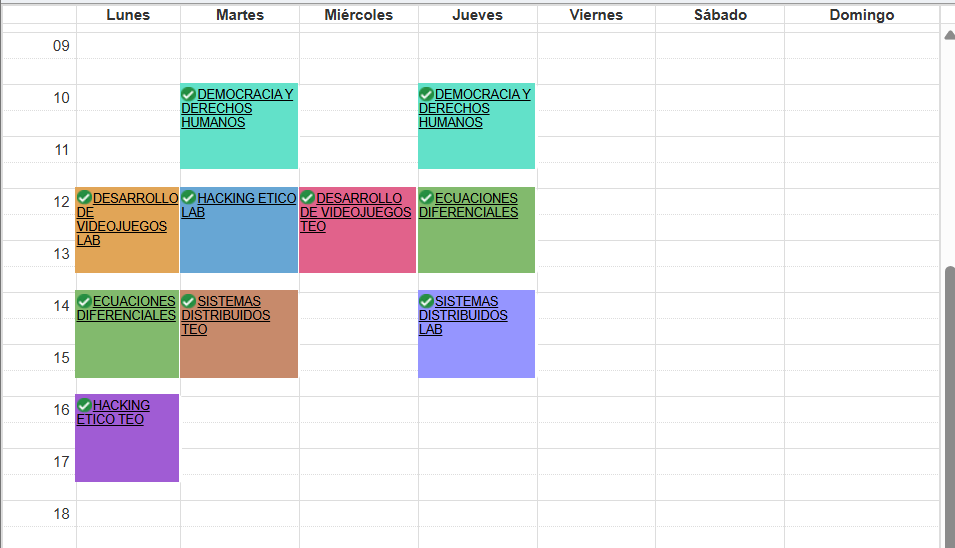 Lunes Martes Miércoles Jueves Viernes Sábado Domingo
09
10
DEMOCRACIA Y
DERECHOS
HUMANOS
DEMOCRACIA Y
DERECHOS
HUMANOS
11
12
DESARROLLO
DE
VIDEOJUEGOS
LAB
HACKING ETICO
LAB
DESARROLLO
DE VIDEOJUEGOS
TEO
ECUACIONES
DIFERENCIALES
13
14
ECUACIONES
DIFERENCIALES
SISTEMAS
DISTRIBUIDOS
TEO
SISTEMAS
DISTRIBUIDOS
LAB
15
16
HACKING
ETICO TEO
17
18